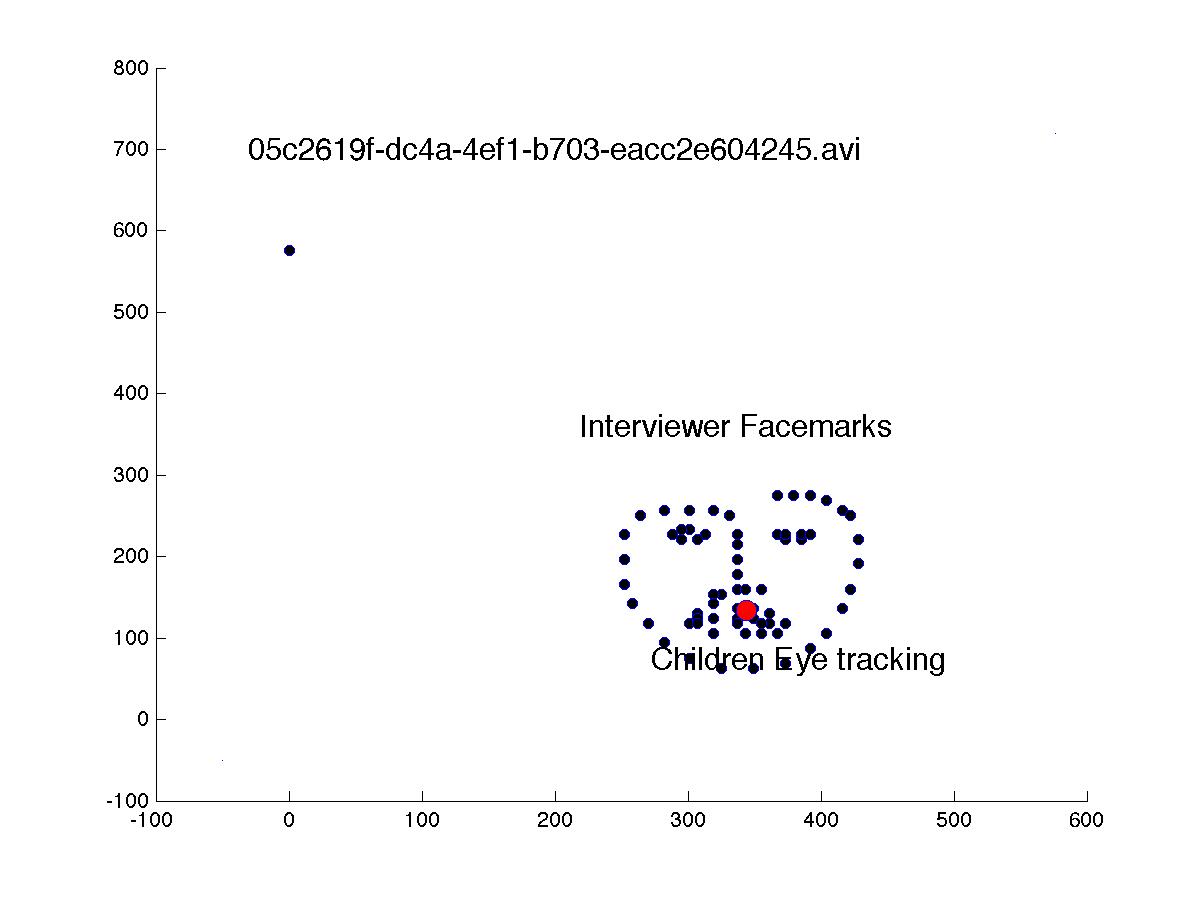 800
700
05c2619f-dc4a-4ef1-b703-eacc2e604245.avi
600
500
400
Interviewer Facemarks
300
200
100
Children Eye tracking
0
-100
-100 0 100 200 300 400 500 600